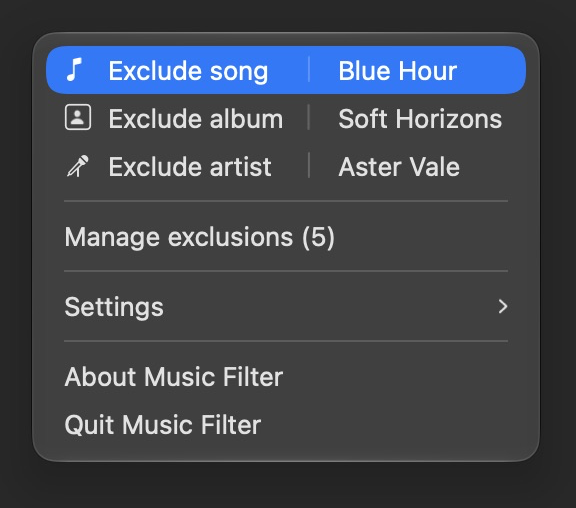 Exclude song | Blue Hour
Exclude album | Soft Horizons
Exclude artist | Aster Vale
Manage exclusions (5)
Settings
About Music Filter
Quit Music Filter